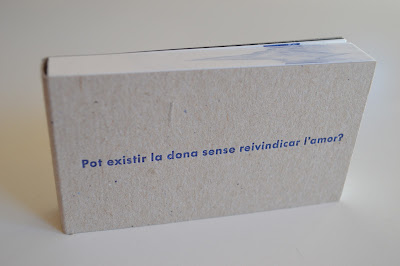 Pot existir la dona sense reivindicar l'amor?